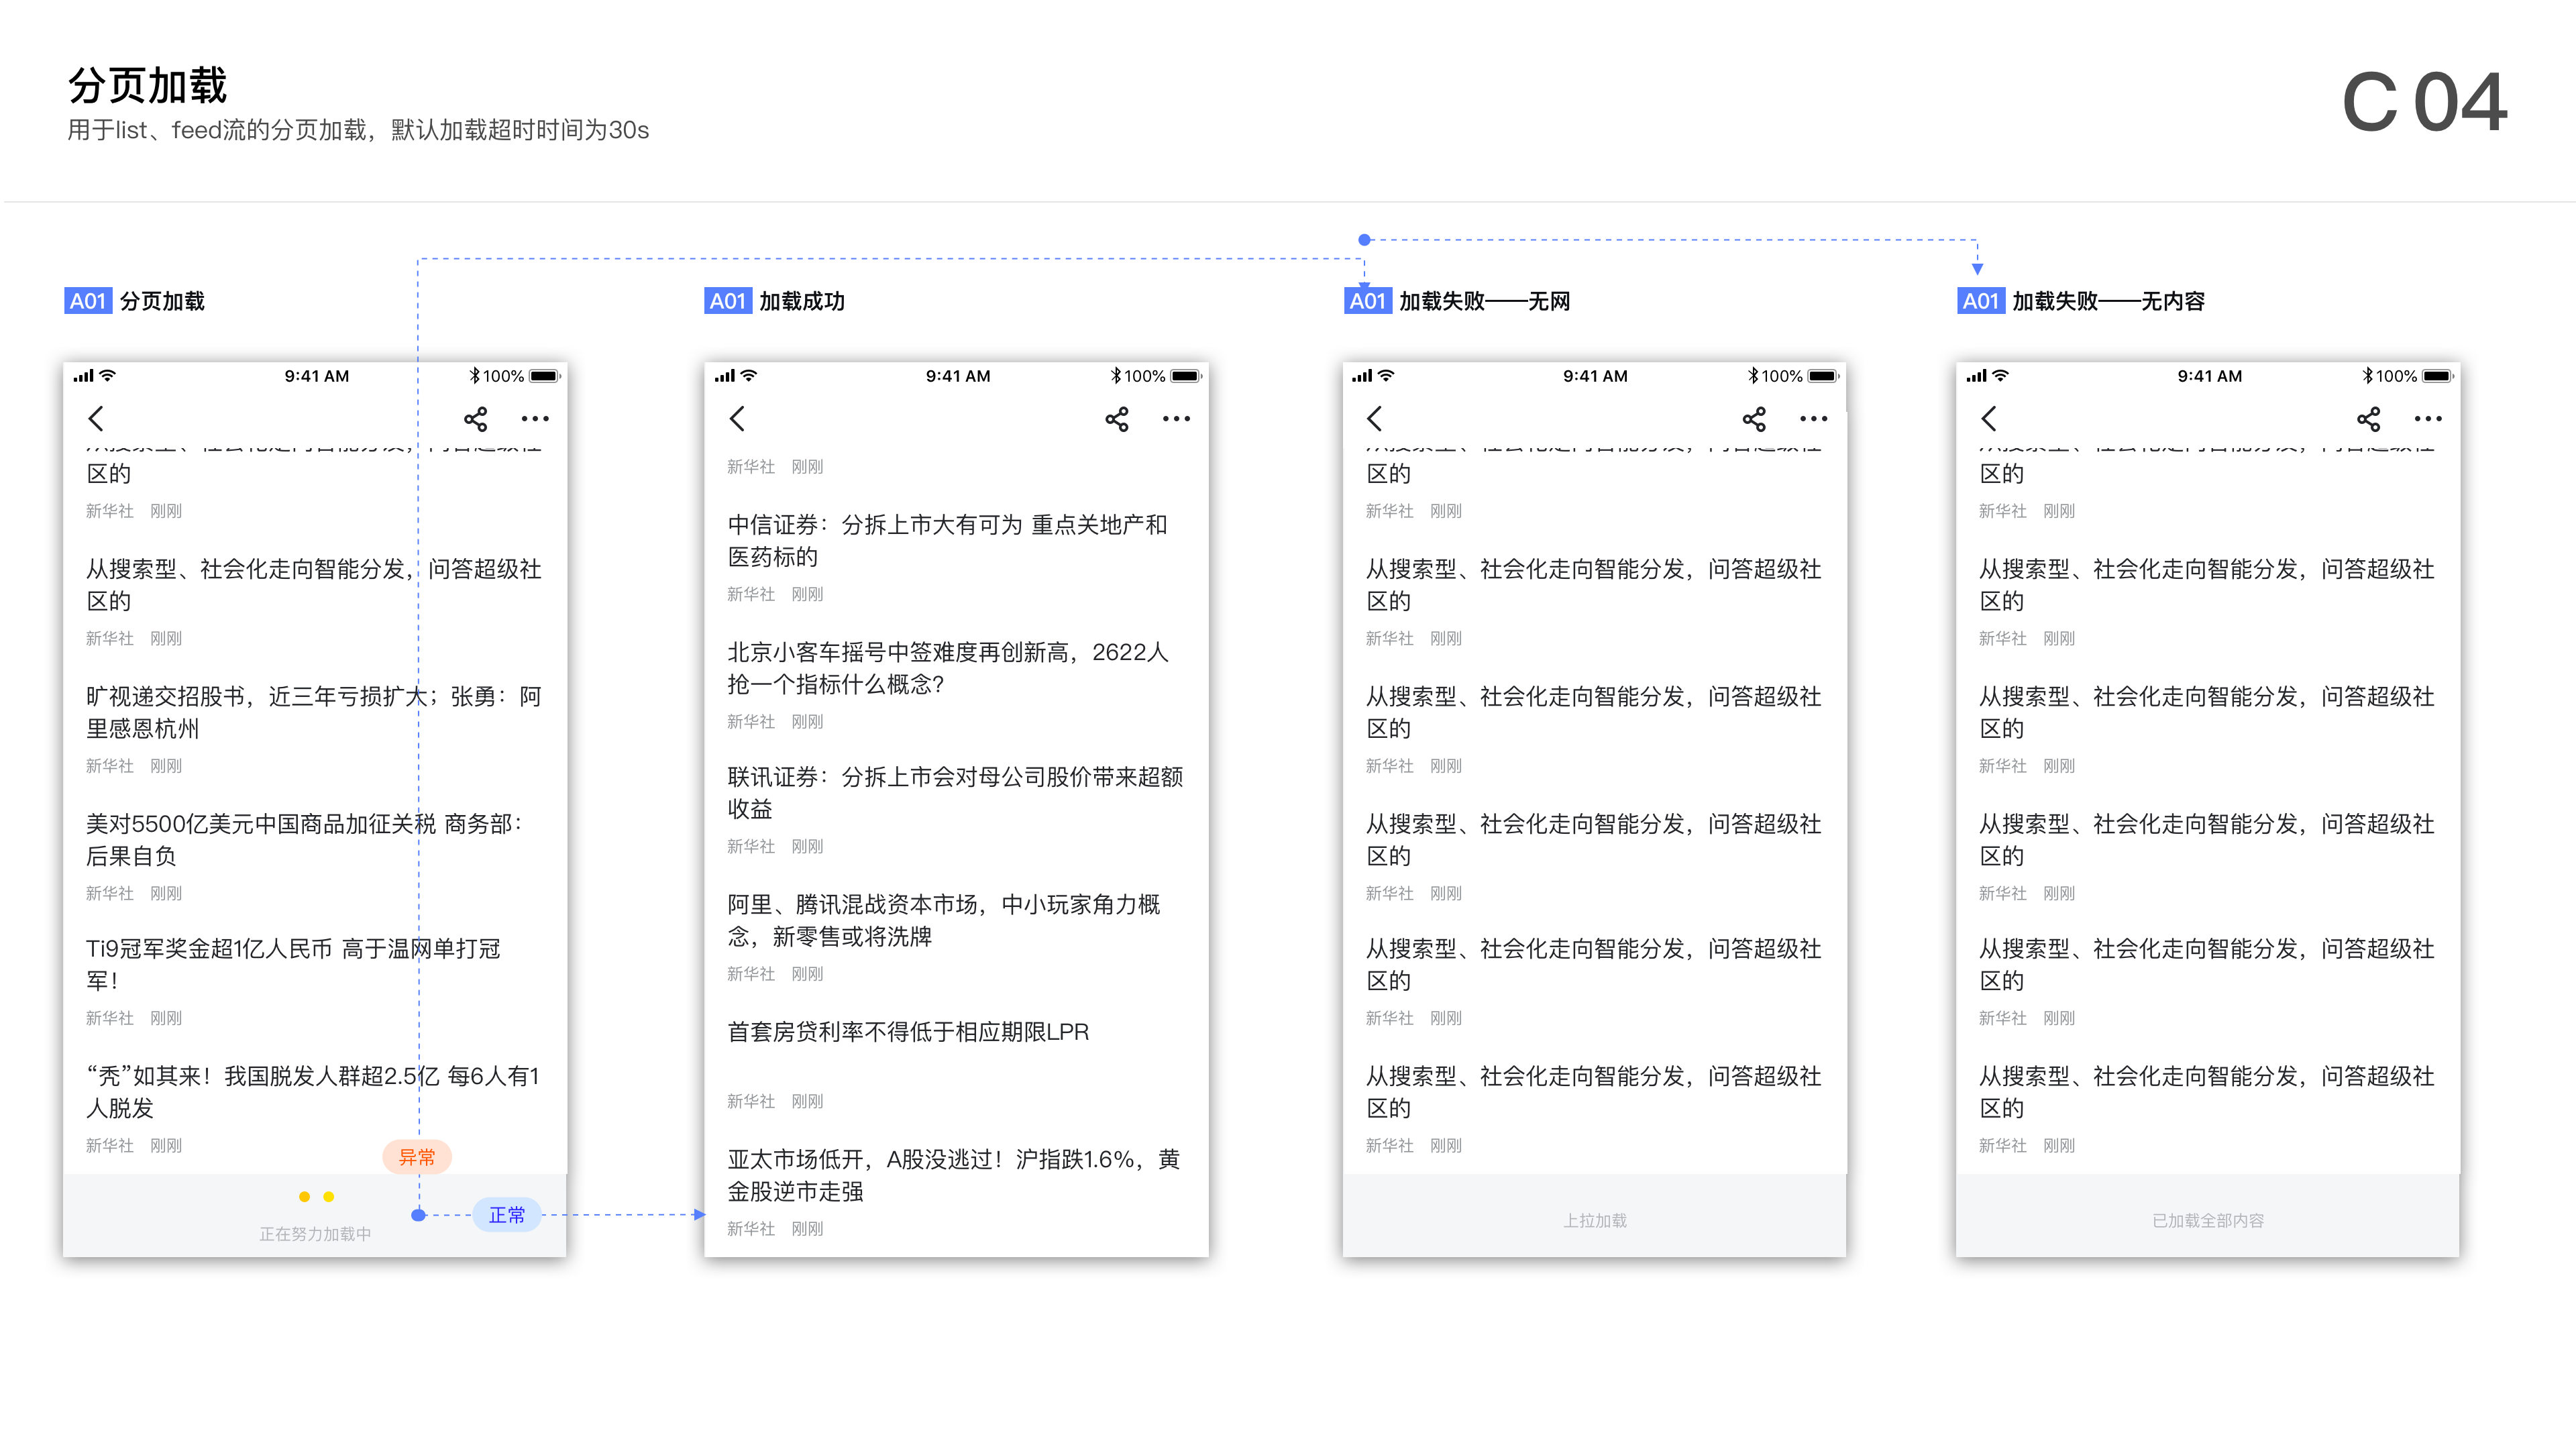 分页加载
用于list、feed流的分页加载，默认加载超时时间为30s
C 04
A01 分页加载
9:41 AM
100%
区的
新华社 刚刚
从搜索型、社会化走向智能分发，问答超级社
区的
新华社 刚刚
旷视递交招股书，近三年亏损扩大；张勇：阿
里感恩杭州
新华社 刚刚
美对5500亿美元中国商品加征关税 商务部：
后果自负
新华社 刚刚
Ti9冠军奖金超1亿人民币 高于温网单打冠
军！
新华社 刚刚
“秃”如其来！我国脱发人群超2.5亿 每6人有1
人脱发
新华社 刚刚
异常
正常
正在努力加载中
A01 加载成功
9:41 AM
100%
新华社 刚刚
中信证券：分拆上市大有可为 重点关地产和
医药标的
新华社 刚刚
北京小客车摇号中签难度再创新高，2622人
抢一个指标什么概念？
新华社 刚刚
联讯证券：分拆上市会对母公司股价带来超额
收益
新华社 刚刚
阿里、腾讯混战资本市场，中小玩家角力概
念，新零售或将洗牌
新华社 刚刚
首套房贷利率不得低于相应期限LPR
新华社 刚刚
亚太市场低开，A股没逃过！沪指跌1.6%，黄
金股逆市走强
新华社 刚刚
A01 加载失败——无网
9:41 AM
100%
区的
新华社 刚刚
从搜索型、社会化走向智能分发，问答超级社
区的
新华社 刚刚
从搜索型、社会化走向智能分发，问答超级社
区的
新华社 刚刚
从搜索型、社会化走向智能分发，问答超级社
区的
新华社 刚刚
从搜索型、社会化走向智能分发，问答超级社
区的
新华社 刚刚
从搜索型、社会化走向智能分发，问答超级社
区的
新华社 刚刚
上拉加载
A01 加载失败——无内容
9:41 AM
100%
区的
新华社 刚刚
从搜索型、社会化走向智能分发，问答超级社
区的
新华社 刚刚
从搜索型、社会化走向智能分发，问答超级社
区的
新华社 刚刚
从搜索型、社会化走向智能分发，问答超级社
区的
新华社 刚刚
从搜索型、社会化走向智能分发，问答超级社
区的
新华社 刚刚
从搜索型、社会化走向智能分发，问答超级社
区的
新华社 刚刚
已加载全部内容